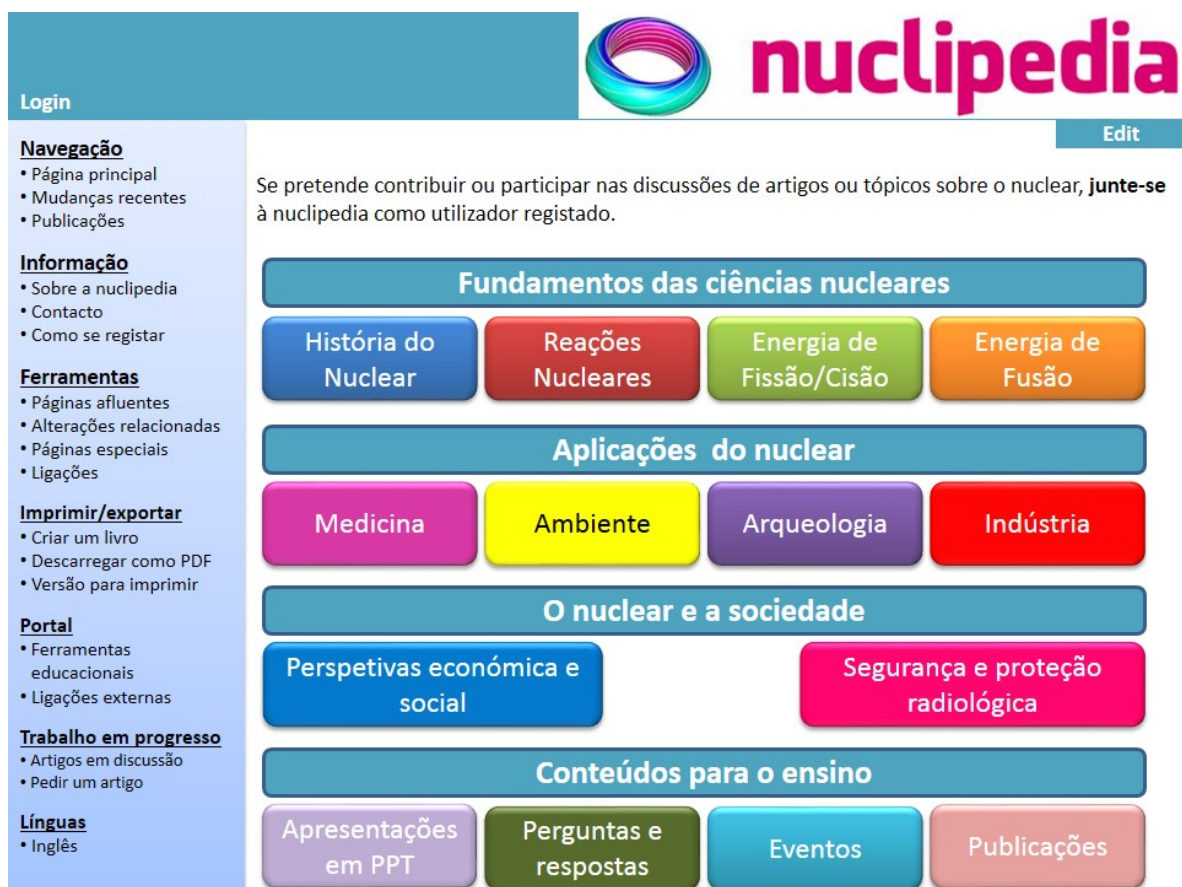 nuclipedia
Login
Edit
Navegação
• Página principal
• Mudanças recentes
• Publicações
Informação
• Sobre a nuclipedia
• Contacto
• Como se registar
Ferramentas
• Páginas afluentes
• Alterações relacionadas
• Páginas especiais
• Ligações
Imprimir/exportar
• Criar um livro
• Descarregar como PDF
• Versão para imprimir
Portal
• Ferramentas
educacionais
• Ligações externas
Trabalho em progresso
• Artigos em discussão
• Pedir um artigo
Línguas
• Inglês
Se pretende contribuir ou participar nas discussões de artigos ou tópicos sobre o nuclear, junte-se
à nuclipedia como utilizador registado.
Fundamentos das ciências nucleares
História do
Nuclear
Reações
Nucleares
Energia de
Fissão/Cisão
Energia de
Fusão
Aplicações do nuclear
Medicina
Ambiente
Arqueologia
Indústria
O nuclear e a sociedade
Perspetivas económica e
social
Segurança e proteção
radiológica
Conteúdos para o ensino
Apresentações
em PPT
Perguntas e
respostas
Eventos
Publicações